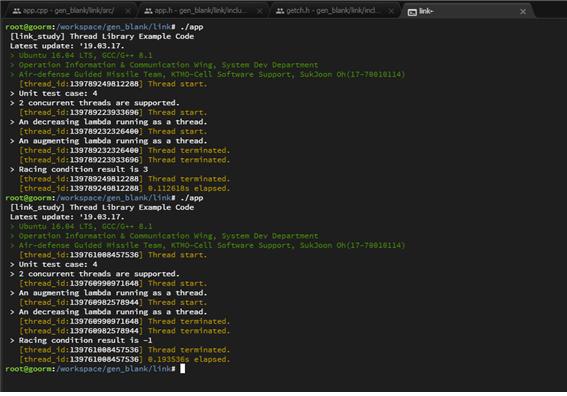 app.cpp - gen_blank/link/src/
app.h - gen_blank/link/inclu...
getch.h - gen_blank/link/incl...
link-
root@goorm:/workspace/gen_blank/link# ./app
[link_study] Thread Library Example Code
Latest update: '19.03.17.
> Ubuntu 16.04 LTS, GCC/G++ 8.1
> Operation Information & Communication Wing, System Dev Department
> Air-defense Guided Missile Team, KTMO-Cell Software Support, SukJoon Oh(17-70010114)
[thread_id:139789249812288] Thread start.
> Unit test case: 4
> 2 concurrent threads are supported.
[thread_id:139789223933696] Thread start.
> An decreasing lambda running as a thread.
[thread_id:139789232326400] Thread start.
> An augmenting lambda running as a thread.
[thread_id:139789232326400] Thread terminated.
[thread_id:139789223933696] Thread terminated.
> Racing condition result is 3
[thread_id:139789249812288] Thread terminated.
[thread_id:139789249812288] 0.112618s elapsed.
root@goorm:/workspace/gen_blank/link# ./app
[link_study] Thread Library Example Code
Latest update: '19.03.17.
> Ubuntu 16.04 LTS, GCC/G++ 8.1
> Operation Information & Communication Wing, System Dev Department
> Air-defense Guided Missile Team, KTMO-Cell Software Support, SukJoon Oh(17-70010114)
[thread_id:139761008457536] Thread start.
> Unit test case: 4
> 2 concurrent threads are supported.
[thread_id:139760990971648] Thread start.
> An augmenting lambda running as a thread.
[thread_id:139760982578944] Thread start.
> An decreasing lambda running as a thread.
[thread_id:139760990971648] Thread terminated.
[thread_id:139760982578944] Thread terminated.
> Racing condition result is -1
[thread_id:139761008457536] Thread terminated.
[thread_id:139761008457536] 0.193536s elapsed.
root@goorm:/workspace/gen_blank/link#